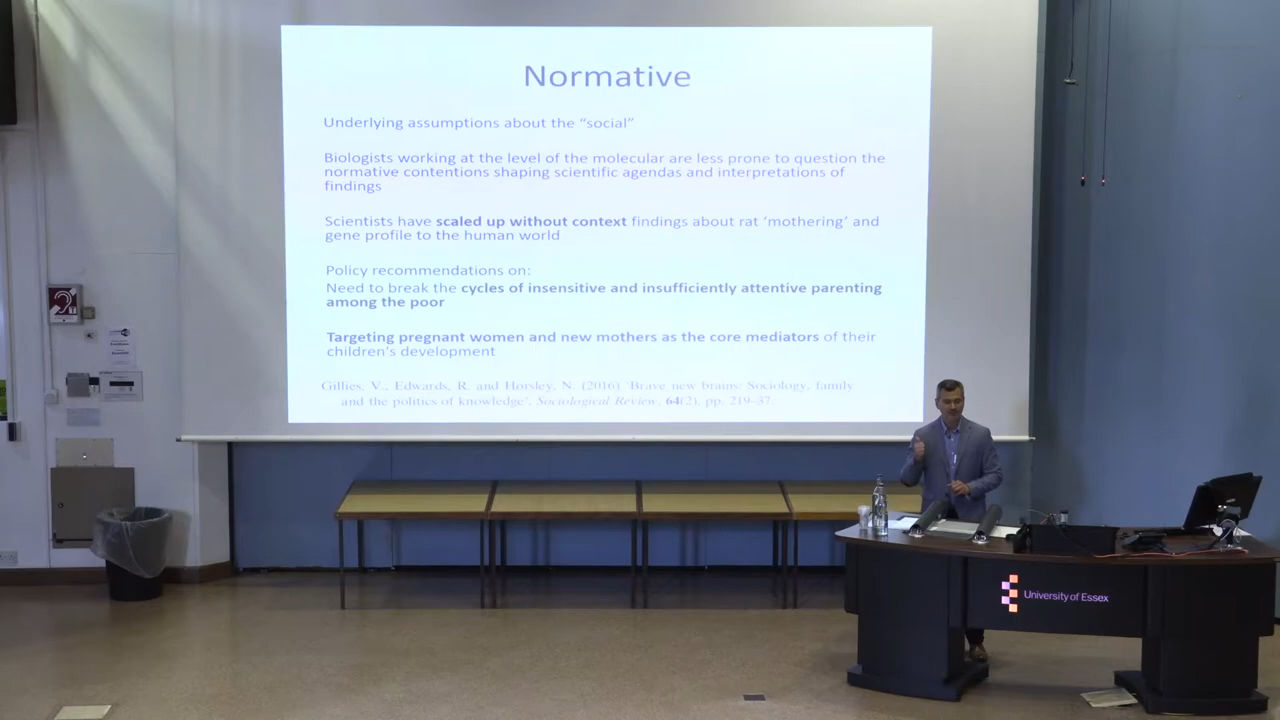 Normative
Underlying assumptions about the “social”
Biologists working at the level of the molecular are less prone to question the
normative contentions shaping scientific agendas and interpretations of
findings
Scientists have scaled up without context findings about rat ‘mothering’ and
gene profile to the human world
Policy recommendations on:
Need to break the cycles of insensitive and insufficiently attentive parenting
among the poor
Targeting pregnant women and new mothers as the core mediators of their
children’s development
Gillies, V., Edwards, R. and Horsley, N. (2016) ‘Brave new brains: Sociology, family
and the politics of knowledge’, Sociological Review, 64(2), pp. 219–37.
University of Essex